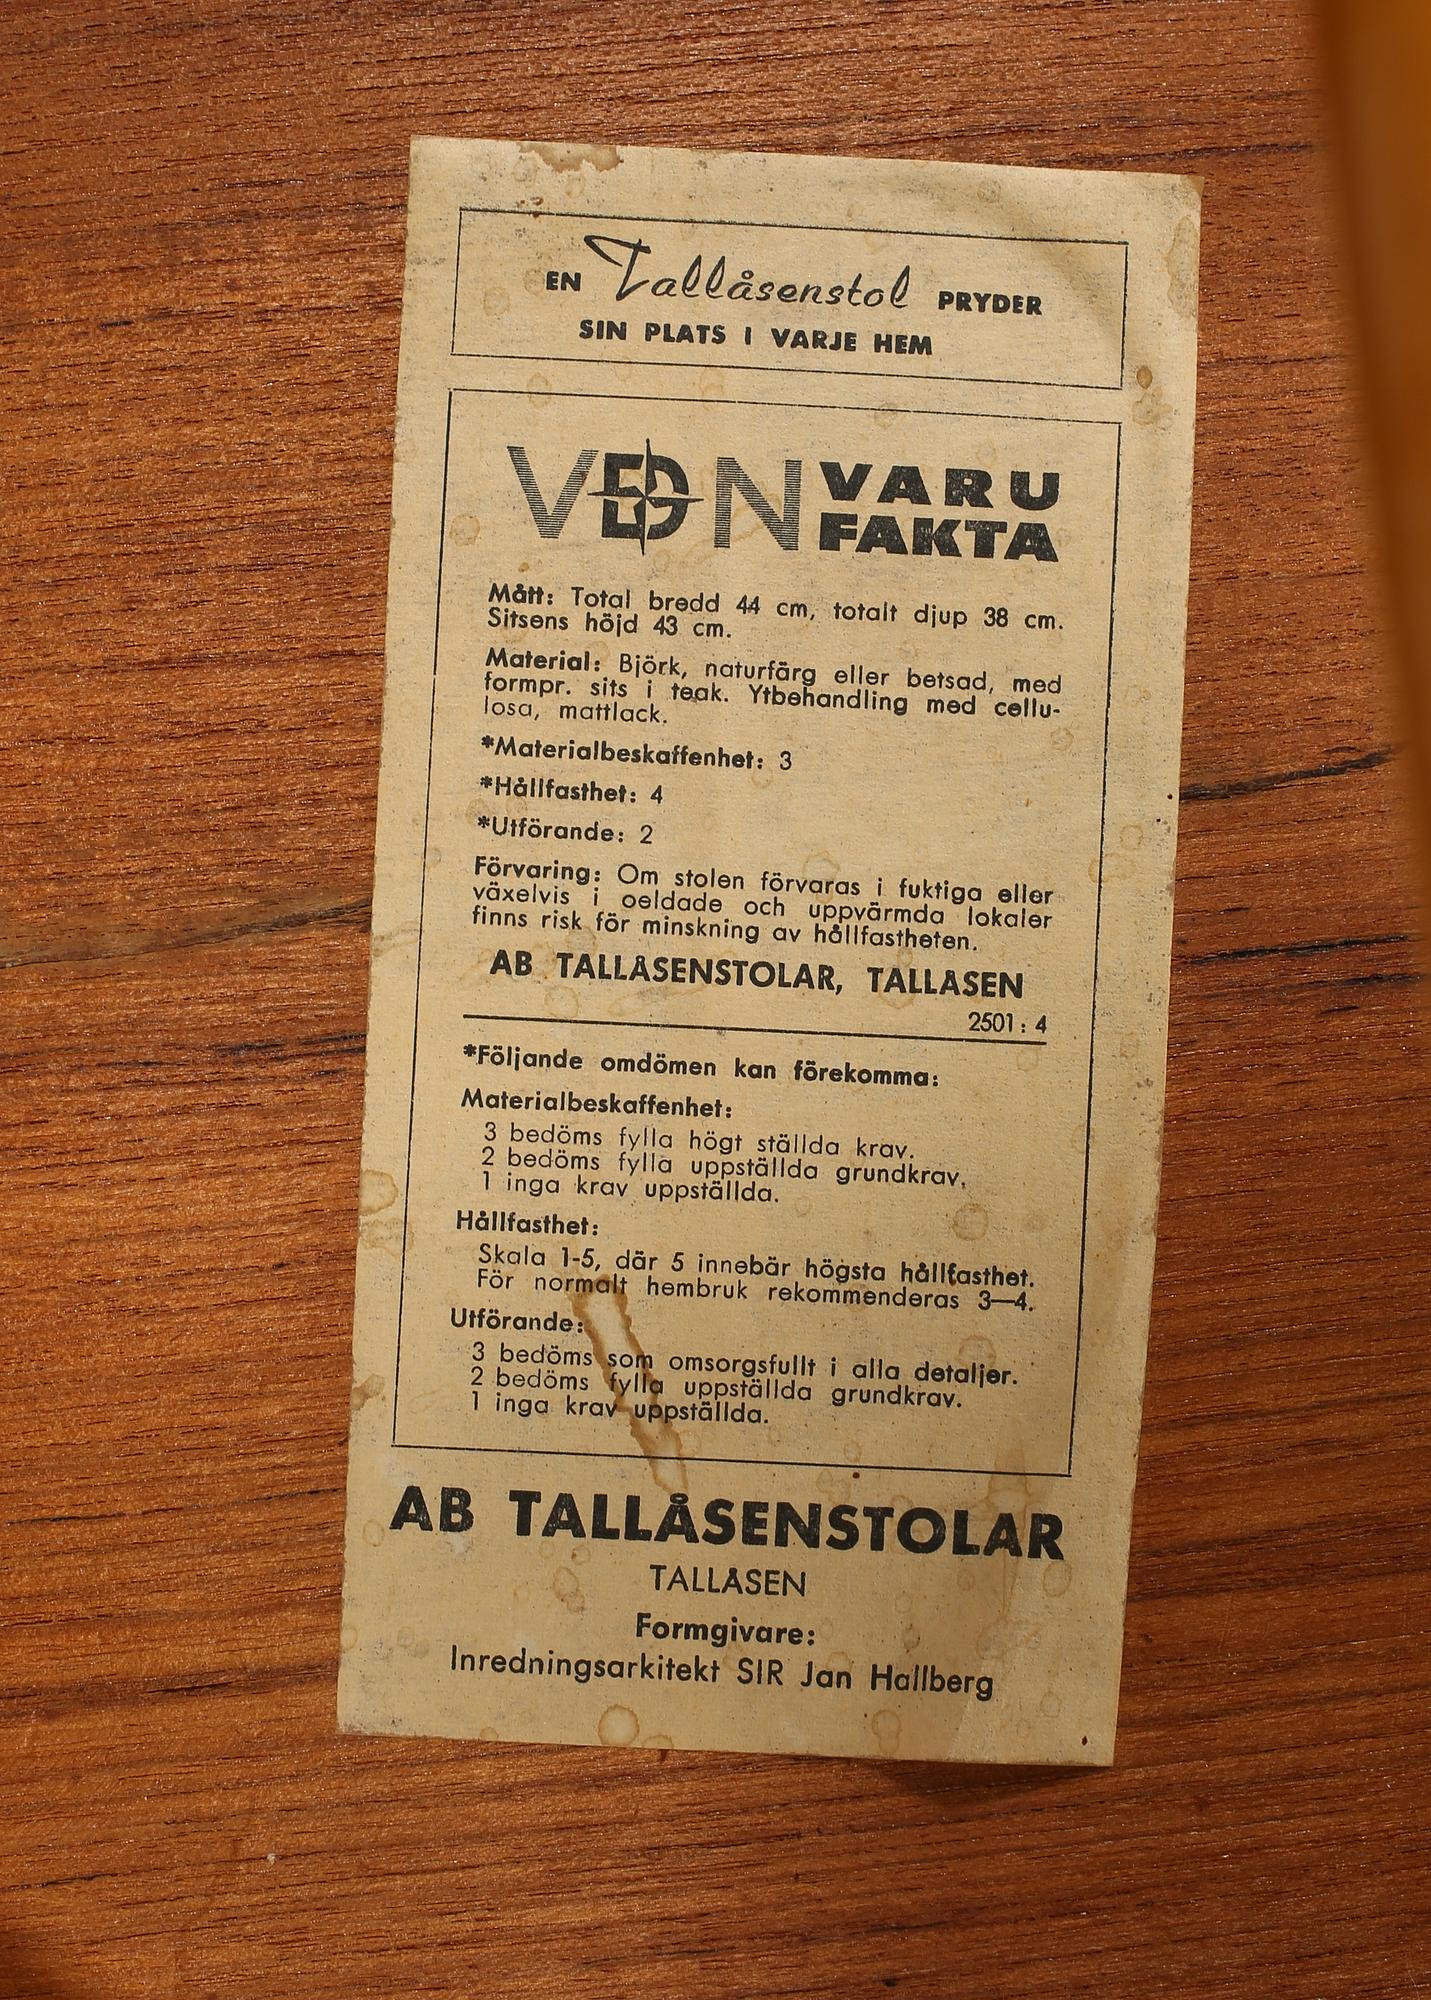 EN Tallåsenstol PRYDER
SIN PLATS I VARJE HEM
VDN VARU
FAKTA
Mått: Total bredd 44 cm, totalt djup 38 cm.
Sitsens höjd 43 cm.
Material: Björk, naturfärg eller betsad, med
formpr. sits i teak. Ytbehandling med cellu-
losa, mattlack.
*Materialbeskaffenhet: 3
*Hållfasthet: 4
*Utförande: 2
Förvaring: Om stolen förvaras i fuktiga eller
växelvis i oeldade och uppvärmda lokaler
finns risk för minskning av hållfastheten.
AB TALLÅSENSTOLAR, TALLÅSEN
2501 : 4
*Följande omdömen kan förekomma:
Materialbeskaffenhet:
3 bedöms fylla högt ställda krav.
2 bedöms fylla uppställda grundkrav.
1 inga krav uppställda.
Hållfasthet:
Skala 1-5, där 5 innebär högsta hållfasthet.
För normalt hembruk rekommenderas 3—4.
Utförande:
3 bedöms som omsorgsfullt i alla detaljer.
2 bedöms fylla uppställda grundkrav.
1 inga krav uppställda.
AB TALLÅSENSTOLAR
TALLÅSEN
Formgivare:
Inredningsarkitekt SIR Jan Hallberg